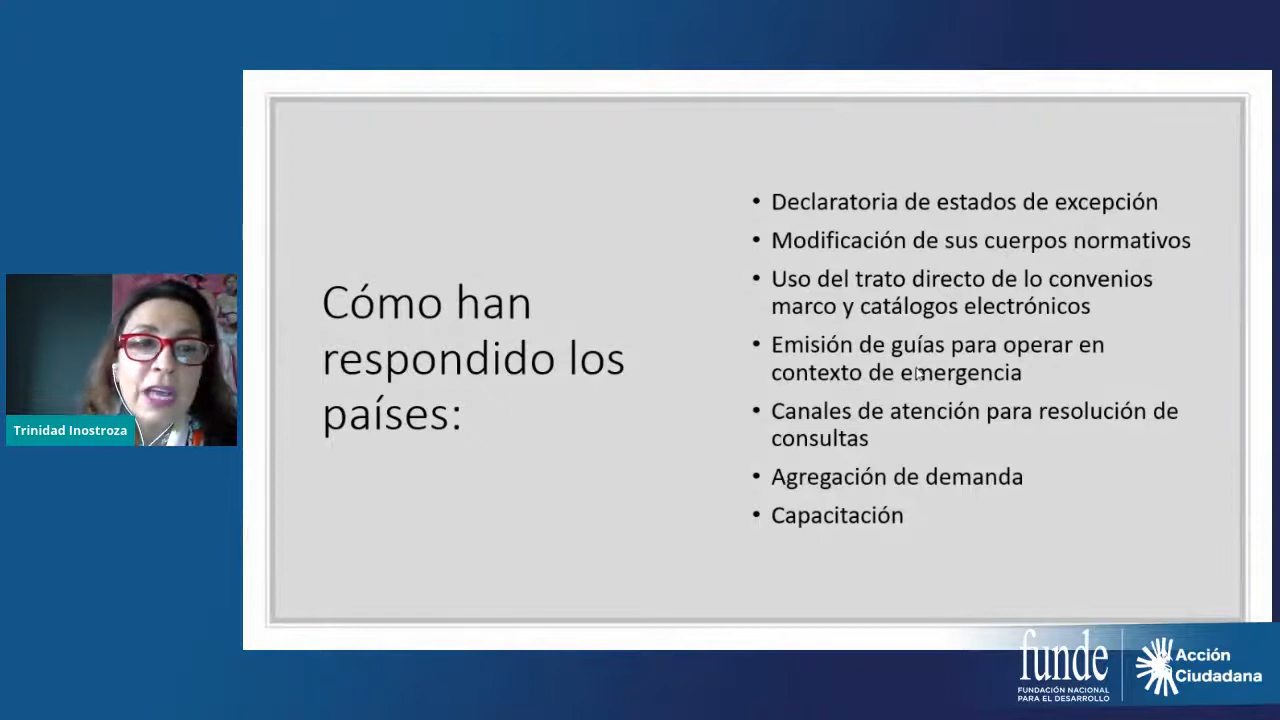 Cómo han
respondido los
países:
• Declaratoria de estados de excepción
• Modificación de sus cuerpos normativos
• Uso del trato directo de lo convenios
marco y catálogos electrónicos
• Emisión de guías para operar en
contexto de emergencia
• Canales de atención para resolución de
consultas
• Agregación de demanda
• Capacitación
Trinidad Inostroza
funde
FUNDACIÓN NACIONAL
PARA EL DESARROLLO
Acción
Ciudadana